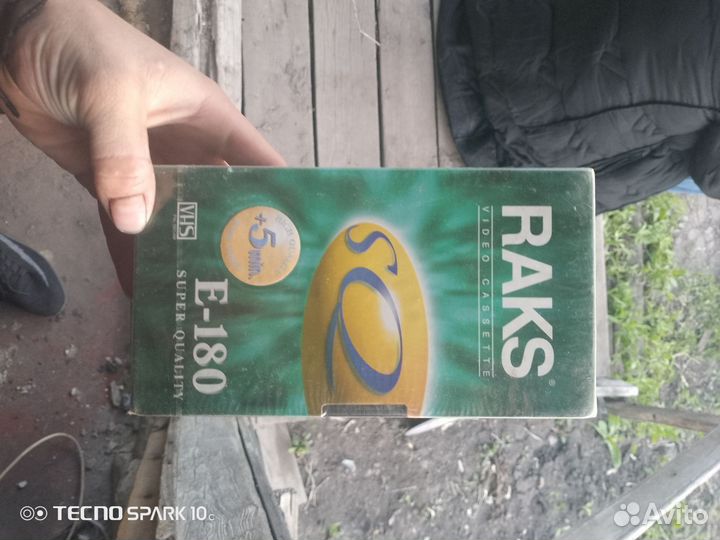 RAKS®
VIDEO CASSETTE
SQ
+5 min.
E-180
VHS
SUPER QUALITY
TECNO SPARK 10C
Avito